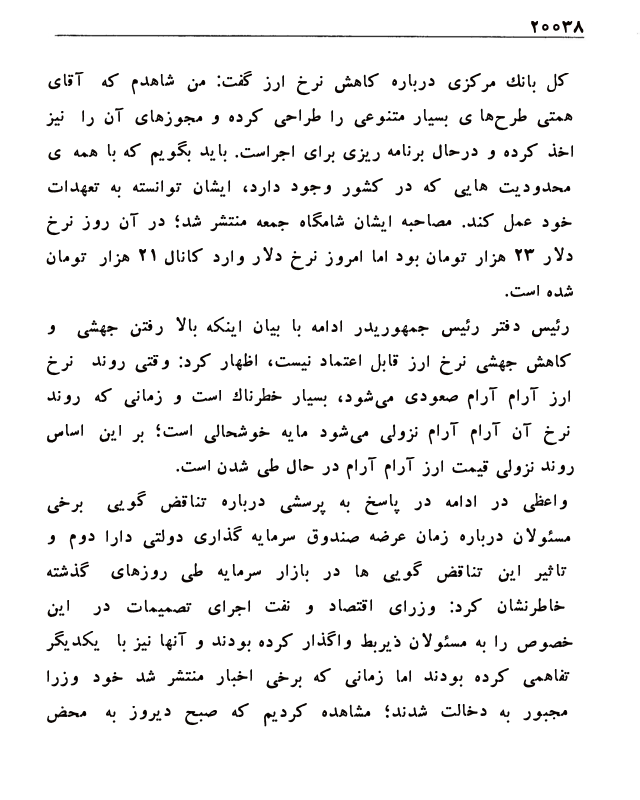 ۲۰۰۳۸
کل بانك مرکزی درباره کاهش نرخ ارز گفت: من شاهدم که آقای
همتی طرح‌ها ی بسیار متنوعی را طراحی کرده و مجوزهای آن را نیز
اخذ کرده و درحال برنامه ریزی برای اجراست. باید بگویم که با همه ی
محدودیت هایی که در کشور وجود دارد، ایشان توانسته به تعهدات
خود عمل کند. مصاحبه ایشان شامگاه جمعه منتشر شد؛ در آن روز نرخ
دلار ۲۳ هزار تومان بود اما امروز نرخ دلار وارد کانال ۲۱ هزار تومان
شده است.
رئیس دفتر رئیس جمهوریدر ادامه با بیان اینکه بالا رفتن جهشی و
کاهش جهشی نرخ ارز قابل اعتماد نیست، اظهار کرد: وقتی روند نرخ
ارز آرام آرام صعودی می‌شود، بسیار خطرناك است و زمانی که روند
نرخ آن آرام آرام نزولی می‌شود مایه خوشحالی است؛ بر این اساس
روند نزولی قیمت ارز آرام آرام در حال طی شدن است.
واعظی در ادامه در پاسخ به پرسشی درباره تناقض گویی برخی
مسئولان درباره زمان عرضه صندوق سرمایه گذاری دولتی دارا دوم و
تاثیر این تناقض گویی ها در بازار سرمایه طی روزهای گذشته
خاطرنشان کرد: وزرای اقتصاد و نفت اجرای تصمیمات در این
خصوص را به مسئولان ذیربط واگذار کرده بودند و آنها نیز با یکدیگر
تفاهمی کرده بودند اما زمانی که برخی اخبار منتشر شد خود وزرا
مجبور به دخالت شدند؛ مشاهده کردیم که صبح دیروز به محض